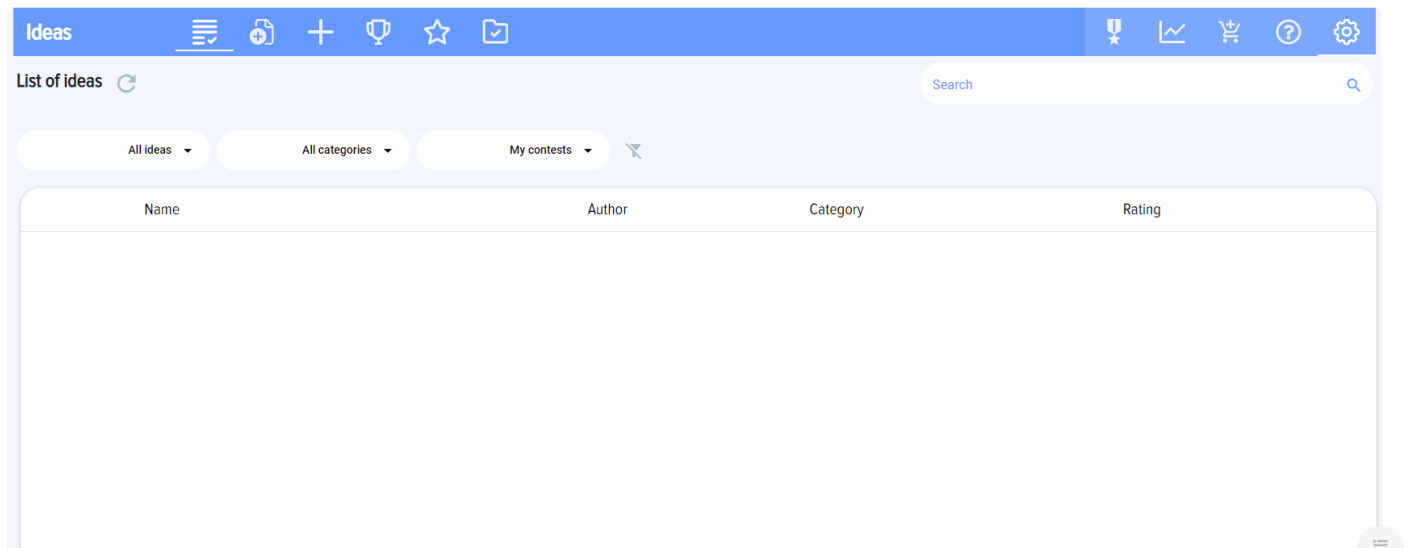 Ideas
List of ideas
Search
All ideas
All categories
My contests
Name
Author
Category
Rating